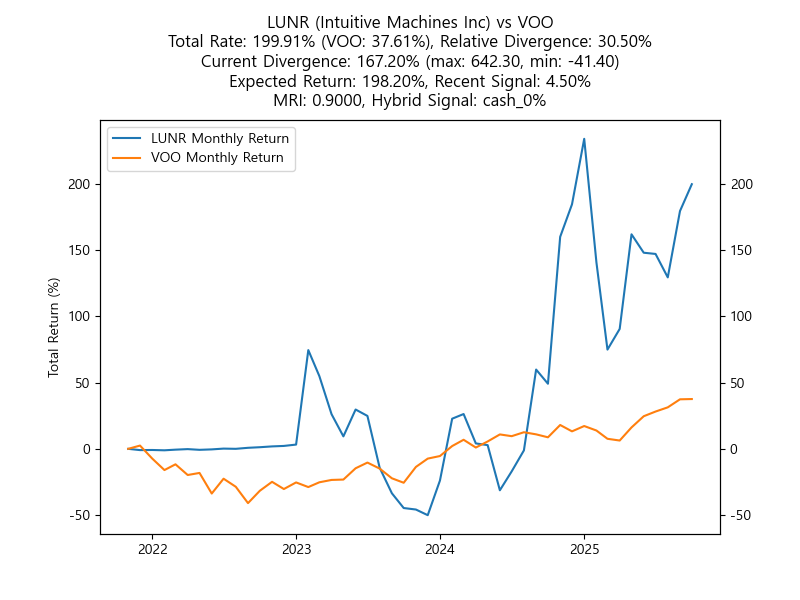 LUNR (Intuitive Machines Inc) vs VOO
Total Rate: 199.91% (VOO: 37.61%), Relative Divergence: 30.50%
Current Divergence: 167.20% (max: 642.30, min: -41.40)
Expected Return: 198.20%, Recent Signal: 4.50%
MRI: 0.9000, Hybrid Signal: cash_0%
LUNR Monthly Return
VOO Monthly Return
Total Return (%)
200
150
100
50
0
-50
200
150
100
50
0
-50
2022
2023
2024
2025